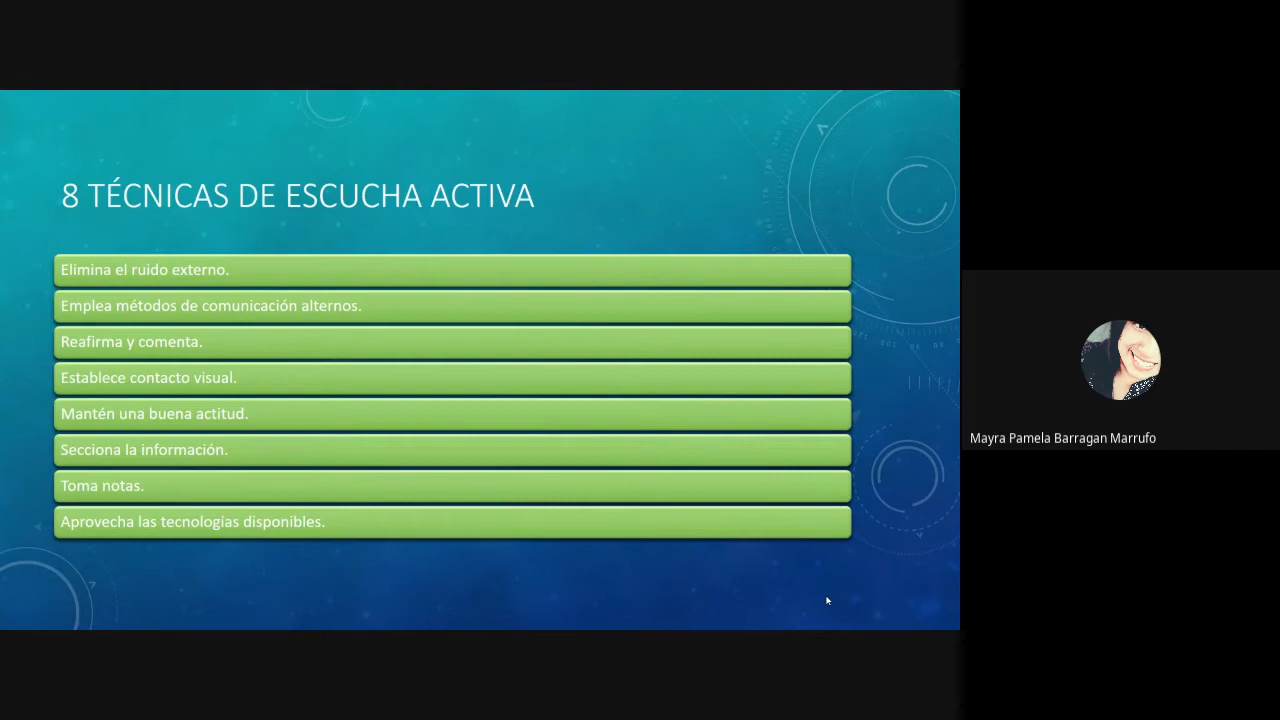 8 TÉCNICAS DE ESCUCHA ACTIVA
Elimina el ruido externo.
Emplea métodos de comunicación alternos.
Reafirma y comenta.
Establece contacto visual.
Mantén una buena actitud.
Secciona la información.
Toma notas.
Aprovecha las tecnologías disponibles.
Mayra Pamela Barragan Marrufo